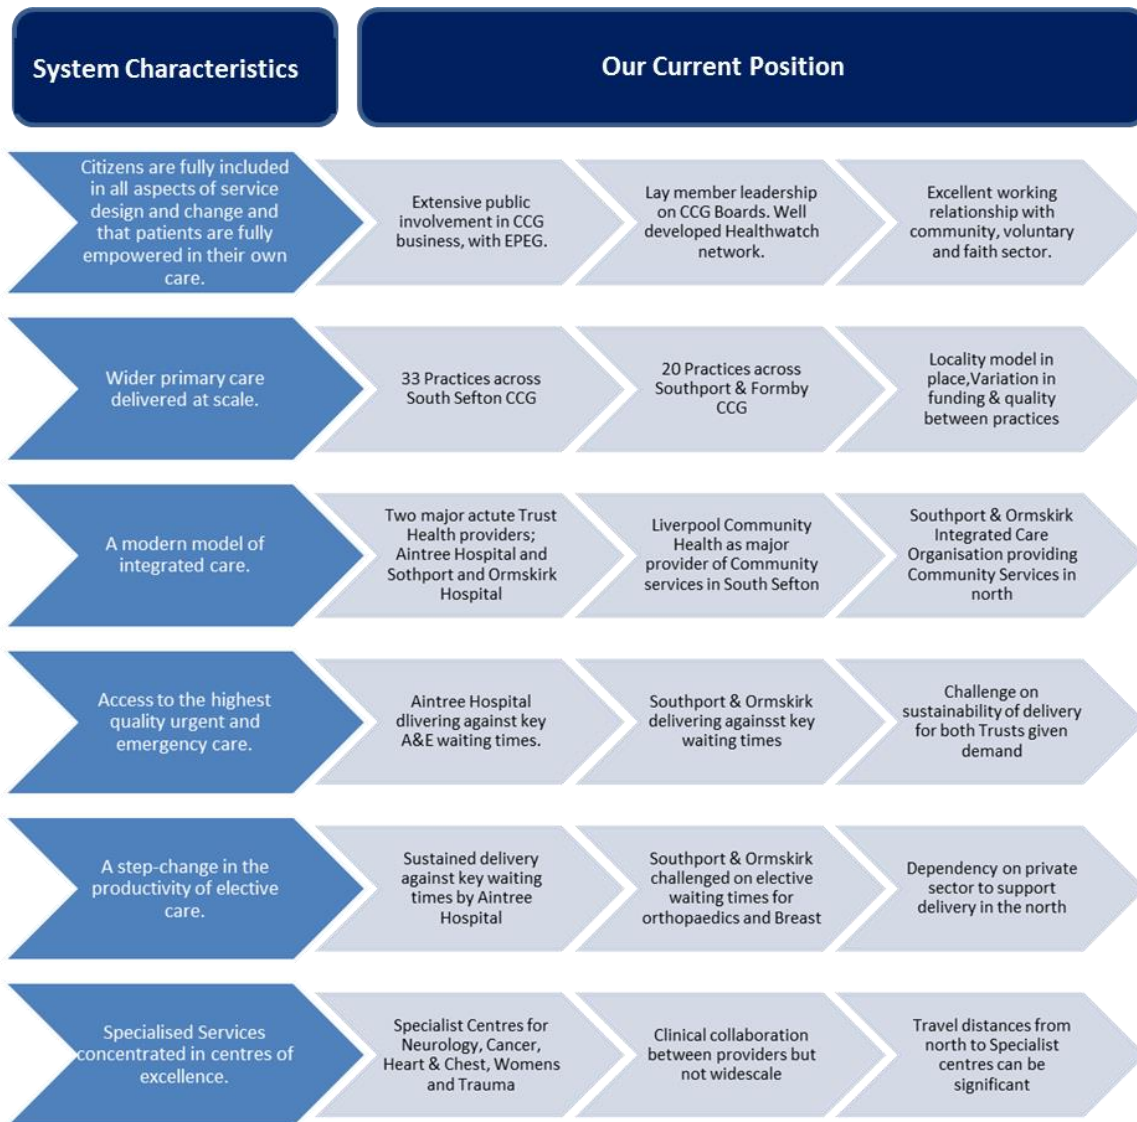 System Characteristics
Our Current Position
Citizens are fully included
in all aspects of service
design and change and
that patients are fully
empowered in their own
care.
Extensive public
involvement in CCG
business, with EPEG.
Lay member leadership
on CCG Boards. Well
developed Healthwatch
network.
Excellent working
relationship with
community, voluntary
and faith sector.
Wider primary care
delivered at scale.
33 Practices across
South Sefton CCG
20 Practices across
Southport & Formby
CCG
Locality model in
place,Variation in
funding & quality
between practices
A modern model of
integrated care.
Two major actute Trust
Health providers;
Aintree Hospital and
Sothport and Ormskirk
Hospital
Liverpool Community
Health as major
provider of Community
services in South Sefton
Southport & Ormskirk
Integrated Care
Organisation providing
Community Services in
north
Access to the highest
quality urgent and
emergency care.
Aintree Hospital
dlivering against key
A&E waiting times.
Southport & Ormskirk
delivering againsst key
waiting times
Challenge on
sustainability of delivery
for both Trusts given
demand
A step-change in the
productivity of elective
care.
Sustained delivery
against key waiting
times by Aintree
Hospital
Southport & Ormskirk
challenged on elective
waiting times for
orthopaedics and Breast
Dependency on private
sector to support
delivery in the north
Specialised Services
concentrated in centres of
excellence.
Specialist Centres for
Neurology, Cancer,
Heart & Chest, Womens
and Trauma
Clinical collaboration
between providers but
not widescale
Travel distances from
north to Specialist
centres can be
significant